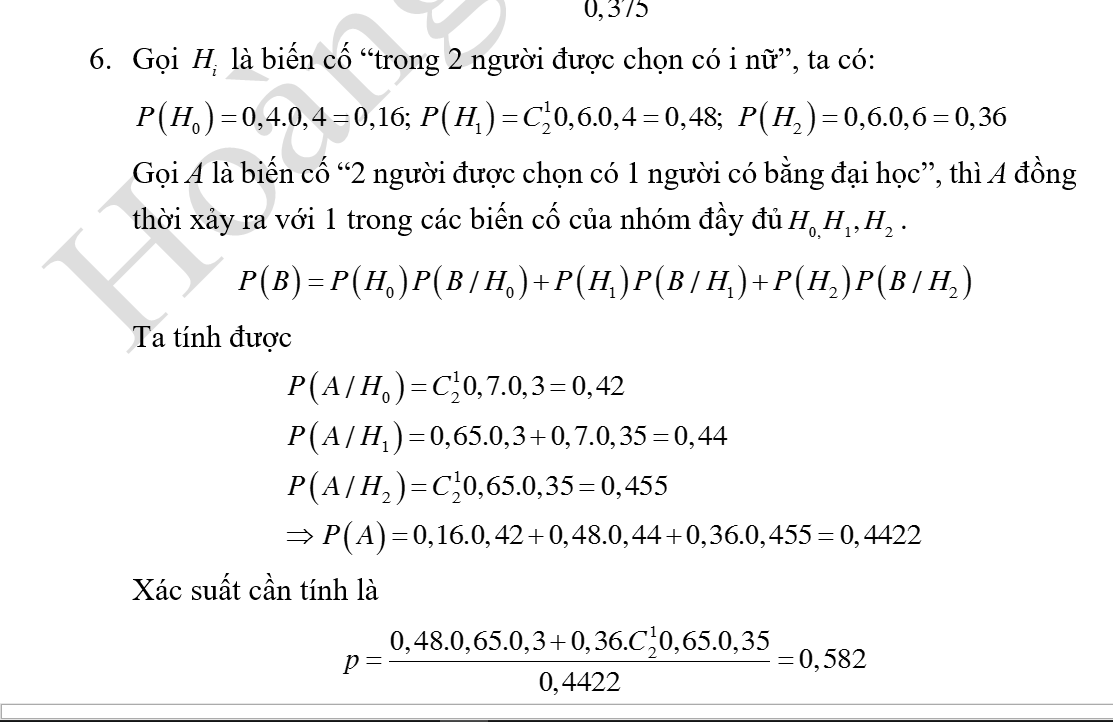 0,375
6. Gọi H_i là biến cố “trong 2 người được chọn có i nữ”, ta có:
P(H_0) = 0,4.0,4 = 0,16; P(H_1) = C_2^1 0,6.0,4 = 0,48; P(H_2) = 0,6.0,6 = 0,36
Gọi A là biến cố “2 người được chọn có 1 người có bằng đại học”, thì A đồng
thời xảy ra với 1 trong các biến cố của nhóm đầy đủ H_0, H_1, H_2 .
P(B) = P(H_0)P(B / H_0) + P(H_1)P(B / H_1) + P(H_2)P(B / H_2)
Ta tính được
P(A / H_0) = C_2^1 0,7.0,3 = 0,42
P(A / H_1) = 0,65.0,3 + 0,7.0,35 = 0,44
P(A / H_2) = C_2^1 0,65.0,35 = 0,455
⇒ P(A) = 0,16.0,42 + 0,48.0,44 + 0,36.0,455 = 0,4422
Xác suất cần tính là
p = (0,48.0,65.0,3 + 0,36.C_2^1 0,65.0,35) / 0,4422 = 0,582
Hoàng